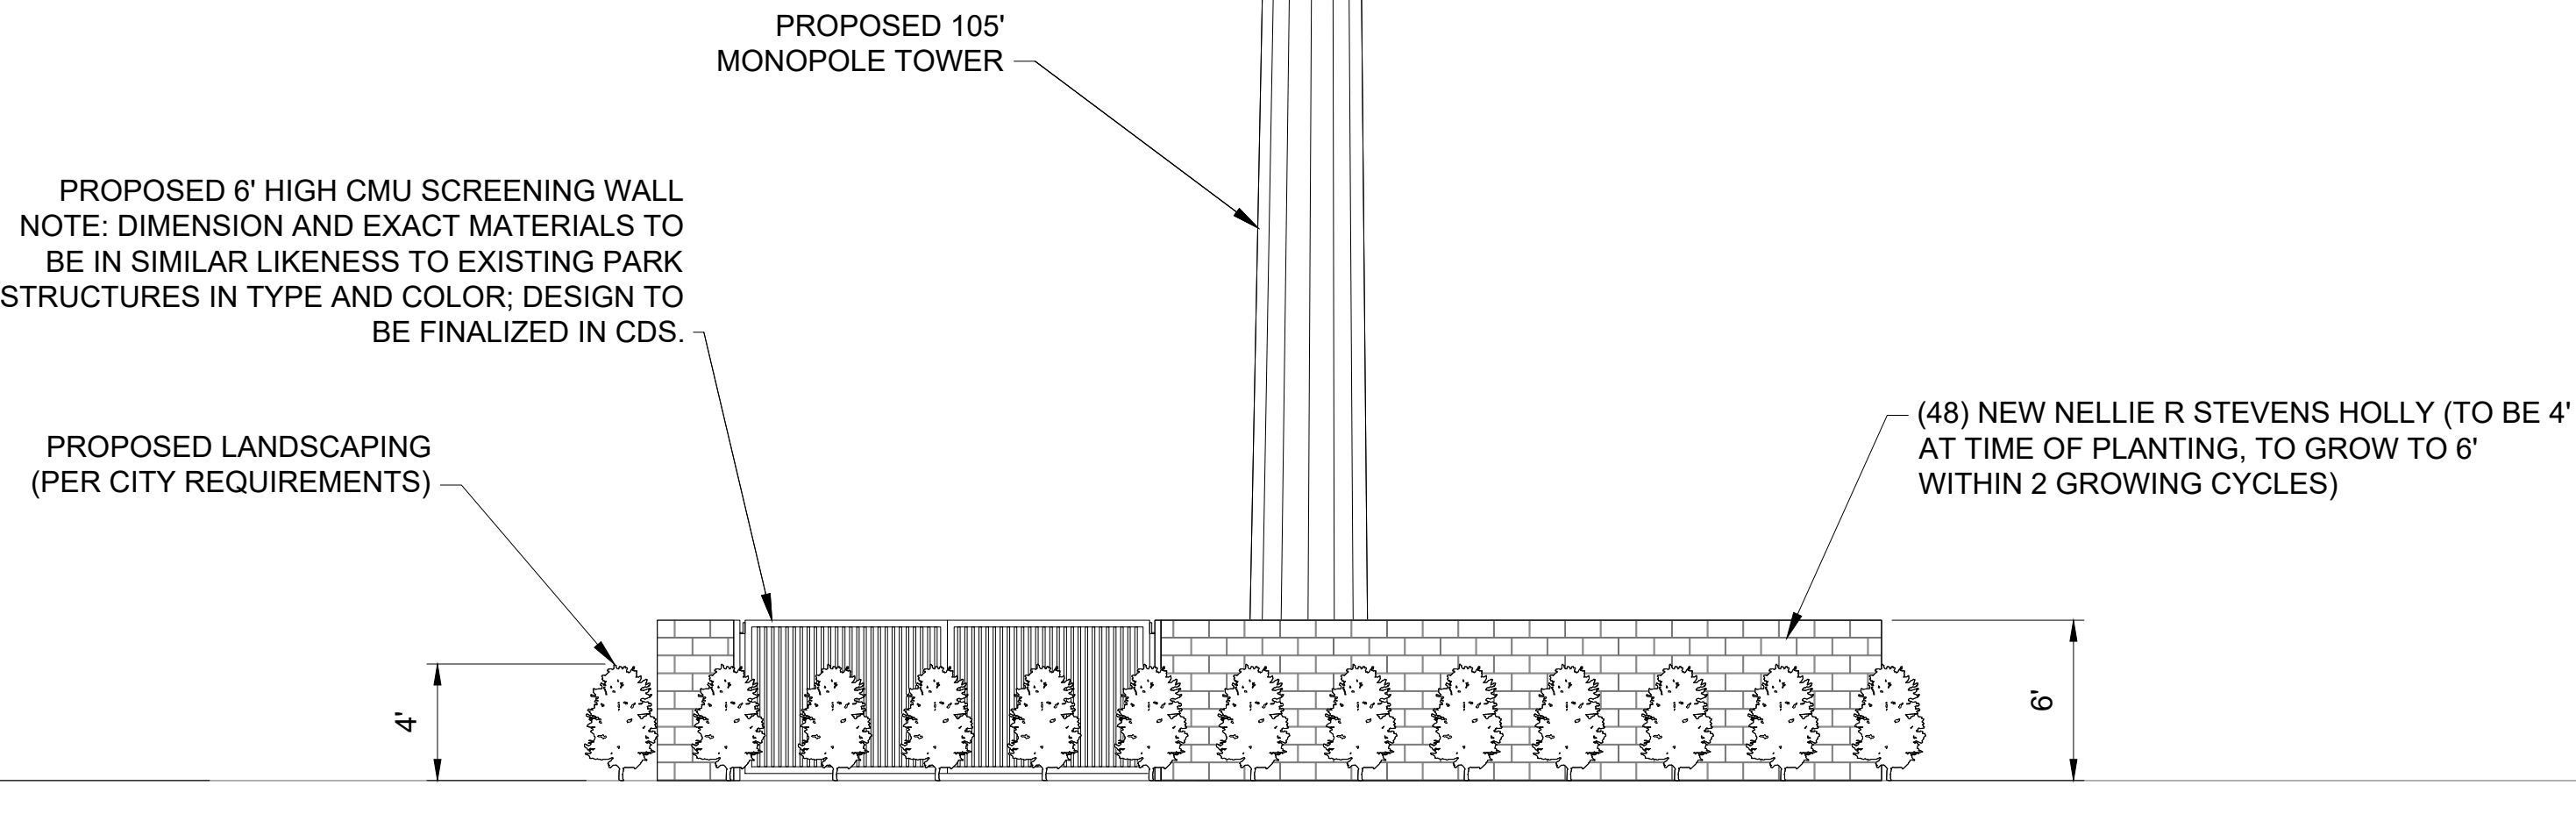 PROPOSED 105'
MONOPOLE TOWER
PROPOSED 6' HIGH CMU SCREENING WALL
NOTE: DIMENSION AND EXACT MATERIALS TO
BE IN SIMILAR LIKENESS TO EXISTING PARK
STRUCTURES IN TYPE AND COLOR; DESIGN TO
BE FINALIZED IN CDS.
PROPOSED LANDSCAPING
(PER CITY REQUIREMENTS)
(48) NEW NELLIE R STEVENS HOLLY (TO BE 4'
AT TIME OF PLANTING, TO GROW TO 6'
WITHIN 2 GROWING CYCLES)
4'
6'